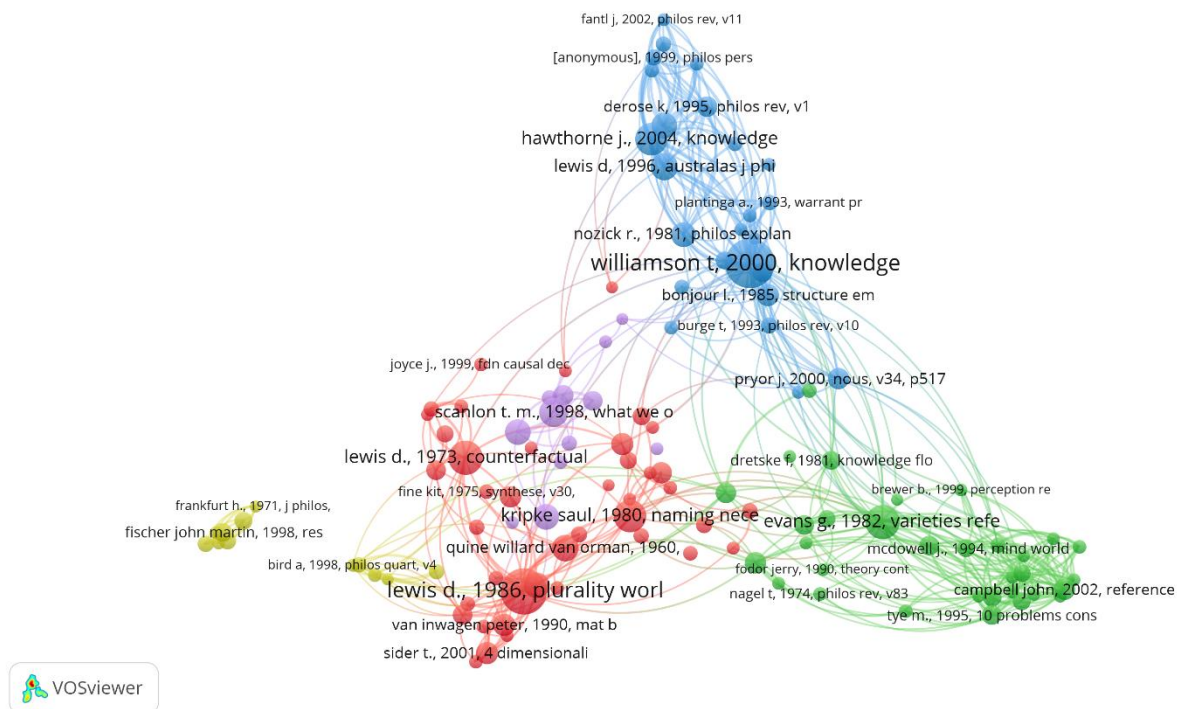 fantl j, 2002, philos rev, v11
[anonymous], 1999, philos pers
derose k, 1995, philos rev, v1
hawthorne j., 2004, knowledge
lewis d, 1996, australas j phi
plantinga a., 1993, warrant pr
nozick r., 1981, philos explan
williamson t, 2000, knowledge
bonjour l., 1985, structure em
burge t, 1993, philos rev, v10
joyce j., 1999, fdn causal dec
pryor j, 2000, nous, v34, p517
scanlon t. m., 1998, what we o
lewis d., 1973, counterfactual
dretske f, 1981, knowledge flo
fine kit, 1975, synthese, v30,
brewer b., 1999, perception re
frankfurt h., 1971, j philos,
kripke saul, 1980, naming nece
evans g., 1982, varieties refe
fischer john martin, 1998, res
quine willard van orman, 1960,
mcdowell j., 1994, mind world
bird a, 1998, philos quart, v4
fodor jerry, 1990, theory cont
lewis d., 1986, plurality worl
nagel t, 1974, philos rev, v83
campbell john, 2002, reference
tye m., 1995, 10 problems cons
van inwagen peter, 1990, mat b
sider t., 2001, 4 dimensionali
VOSviewer